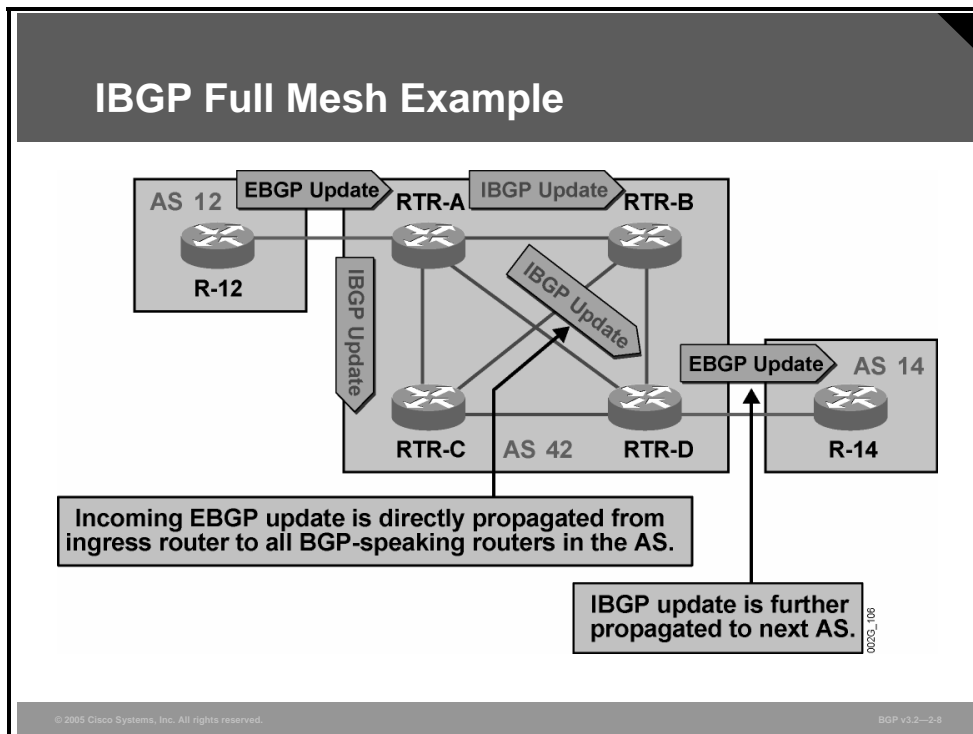 IBGP Full Mesh Example
EBGP Update
IBGP Update
AS 12
RTR-A
RTR-B
R-12
IBGP Update
IBGP Update
EBGP Update
AS 14
RTR-C
AS 42
RTR-D
R-14
Incoming EBGP update is directly propagated from
ingress router to all BGP-speaking routers in the AS.
IBGP update is further
propagated to next AS.
002G_106
© 2005 Cisco Systems, Inc. All rights reserved.
BGP v3.2—2-8